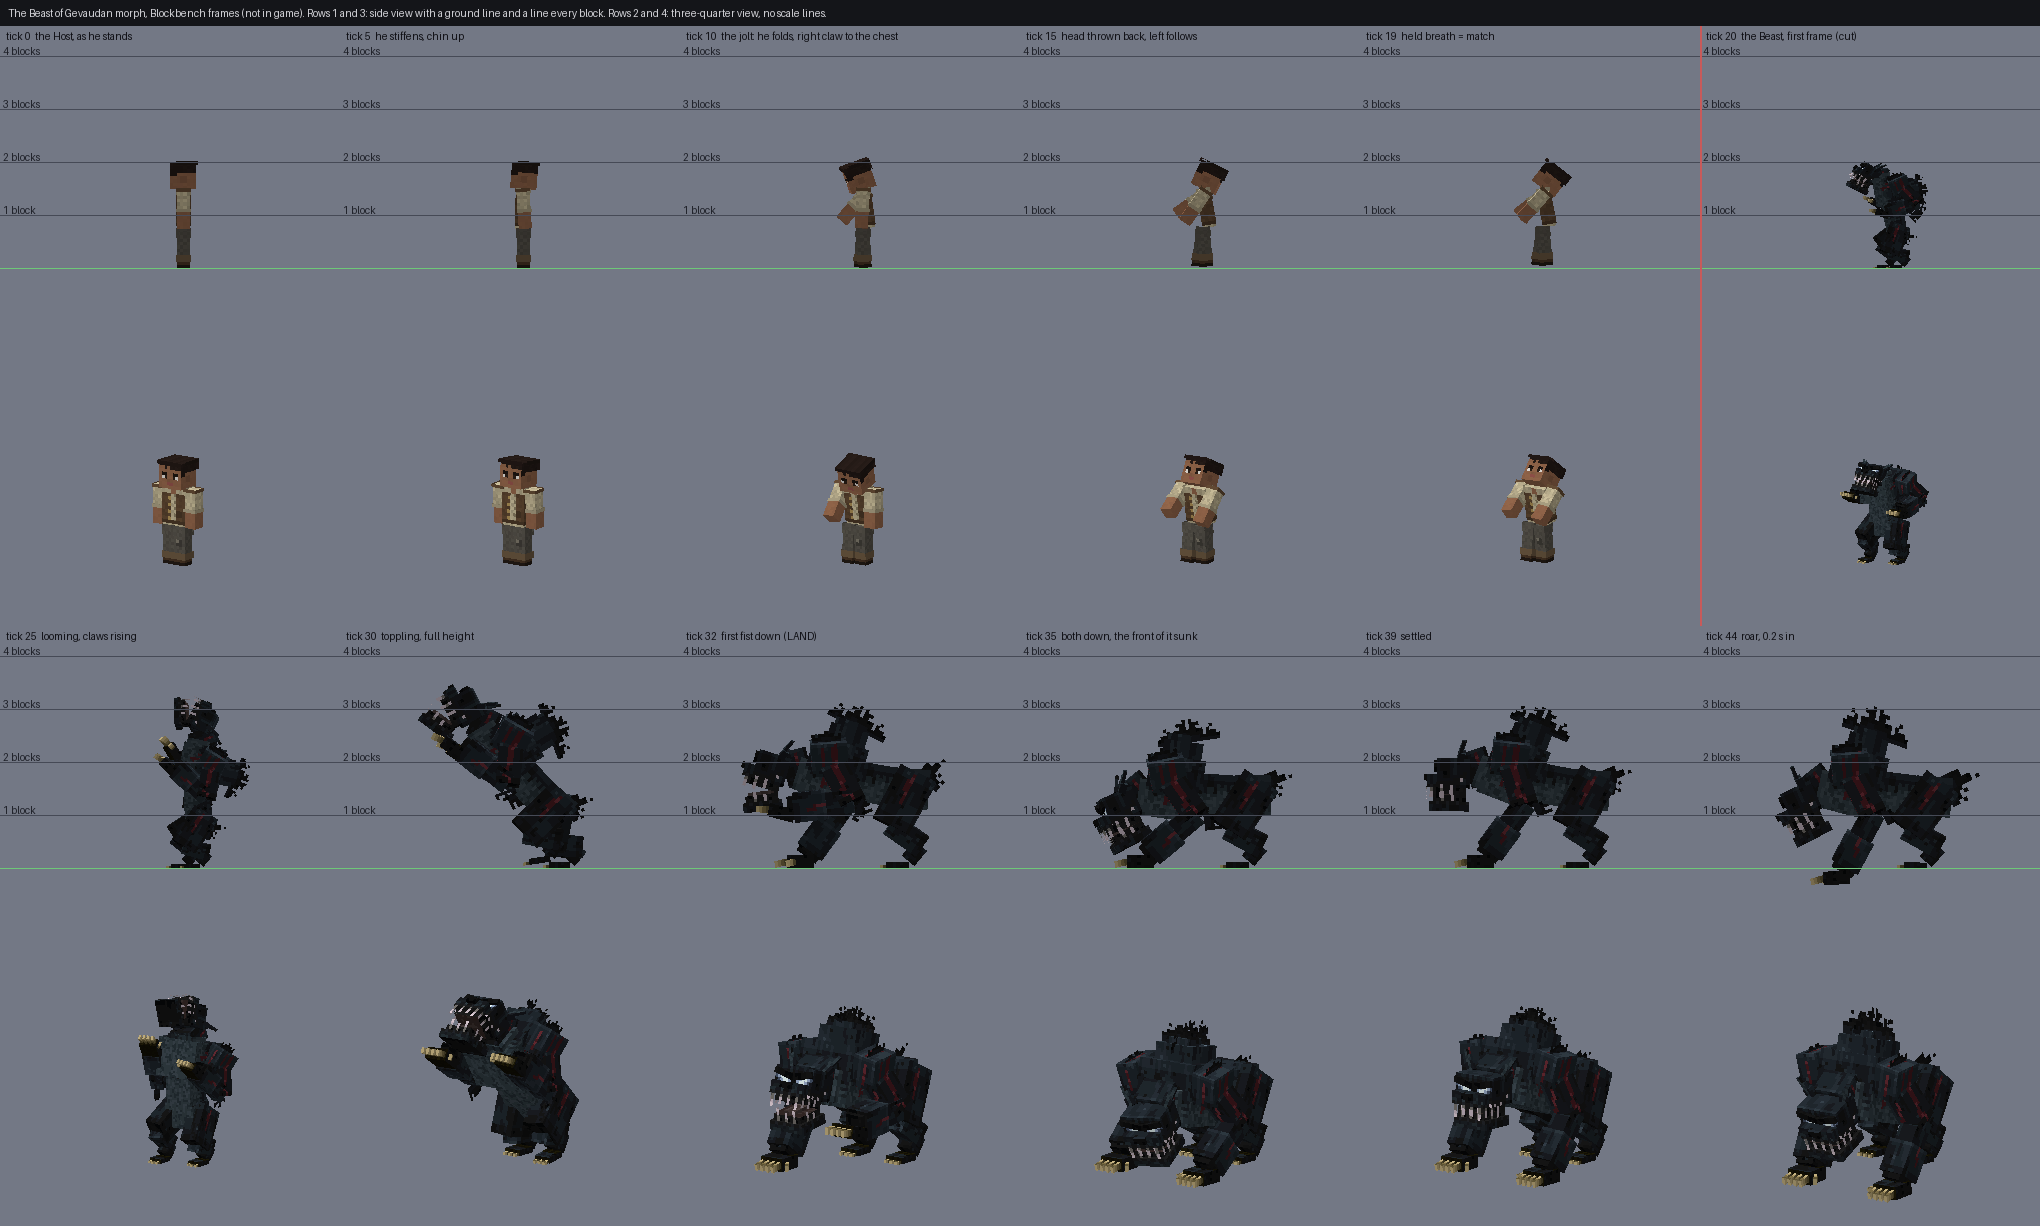 The Beast of Gevaudan morph, Blockbench frames (not in game). Rows 1 and 3: side view with a ground line and a line every block. Rows 2 and 4: three-quarter view, no scale lines.
tick 0 the Host, as he stands
4 blocks
3 blocks
2 blocks
1 block
tick 5 he stiffens, chin up
4 blocks
3 blocks
2 blocks
1 block
tick 10 the jolt: he folds, right claw to the chest
4 blocks
3 blocks
2 blocks
1 block
tick 15 head thrown back, left follows
4 blocks
3 blocks
2 blocks
1 block
tick 19 held breath = match
4 blocks
3 blocks
2 blocks
1 block
tick 20 the Beast, first frame (cut)
4 blocks
3 blocks
2 blocks
1 block
tick 25 looming, claws rising
4 blocks
3 blocks
2 blocks
1 block
tick 30 toppling, full height
4 blocks
3 blocks
2 blocks
1 block
tick 32 first fist down (LAND)
4 blocks
3 blocks
2 blocks
1 block
tick 35 both down, the front of it sunk
4 blocks
3 blocks
2 blocks
1 block
tick 39 settled
4 blocks
3 blocks
2 blocks
1 block
tick 44 roar, 0.2 s in
4 blocks
3 blocks
2 blocks
1 block